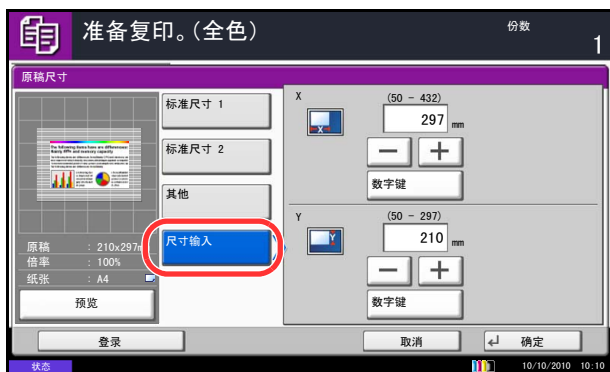 准备复印。(全色)
份数
1
原稿尺寸
标准尺寸 1
标准尺寸 2
其他
尺寸输入
原稿 : 210x297m
倍率 : 100%
纸张 : A4
预览
X
(50 - 432)
297 mm
数字键
Y
(50 - 297)
210 mm
数字键
登录
取消
确定
状态
10/10/2010 10:10